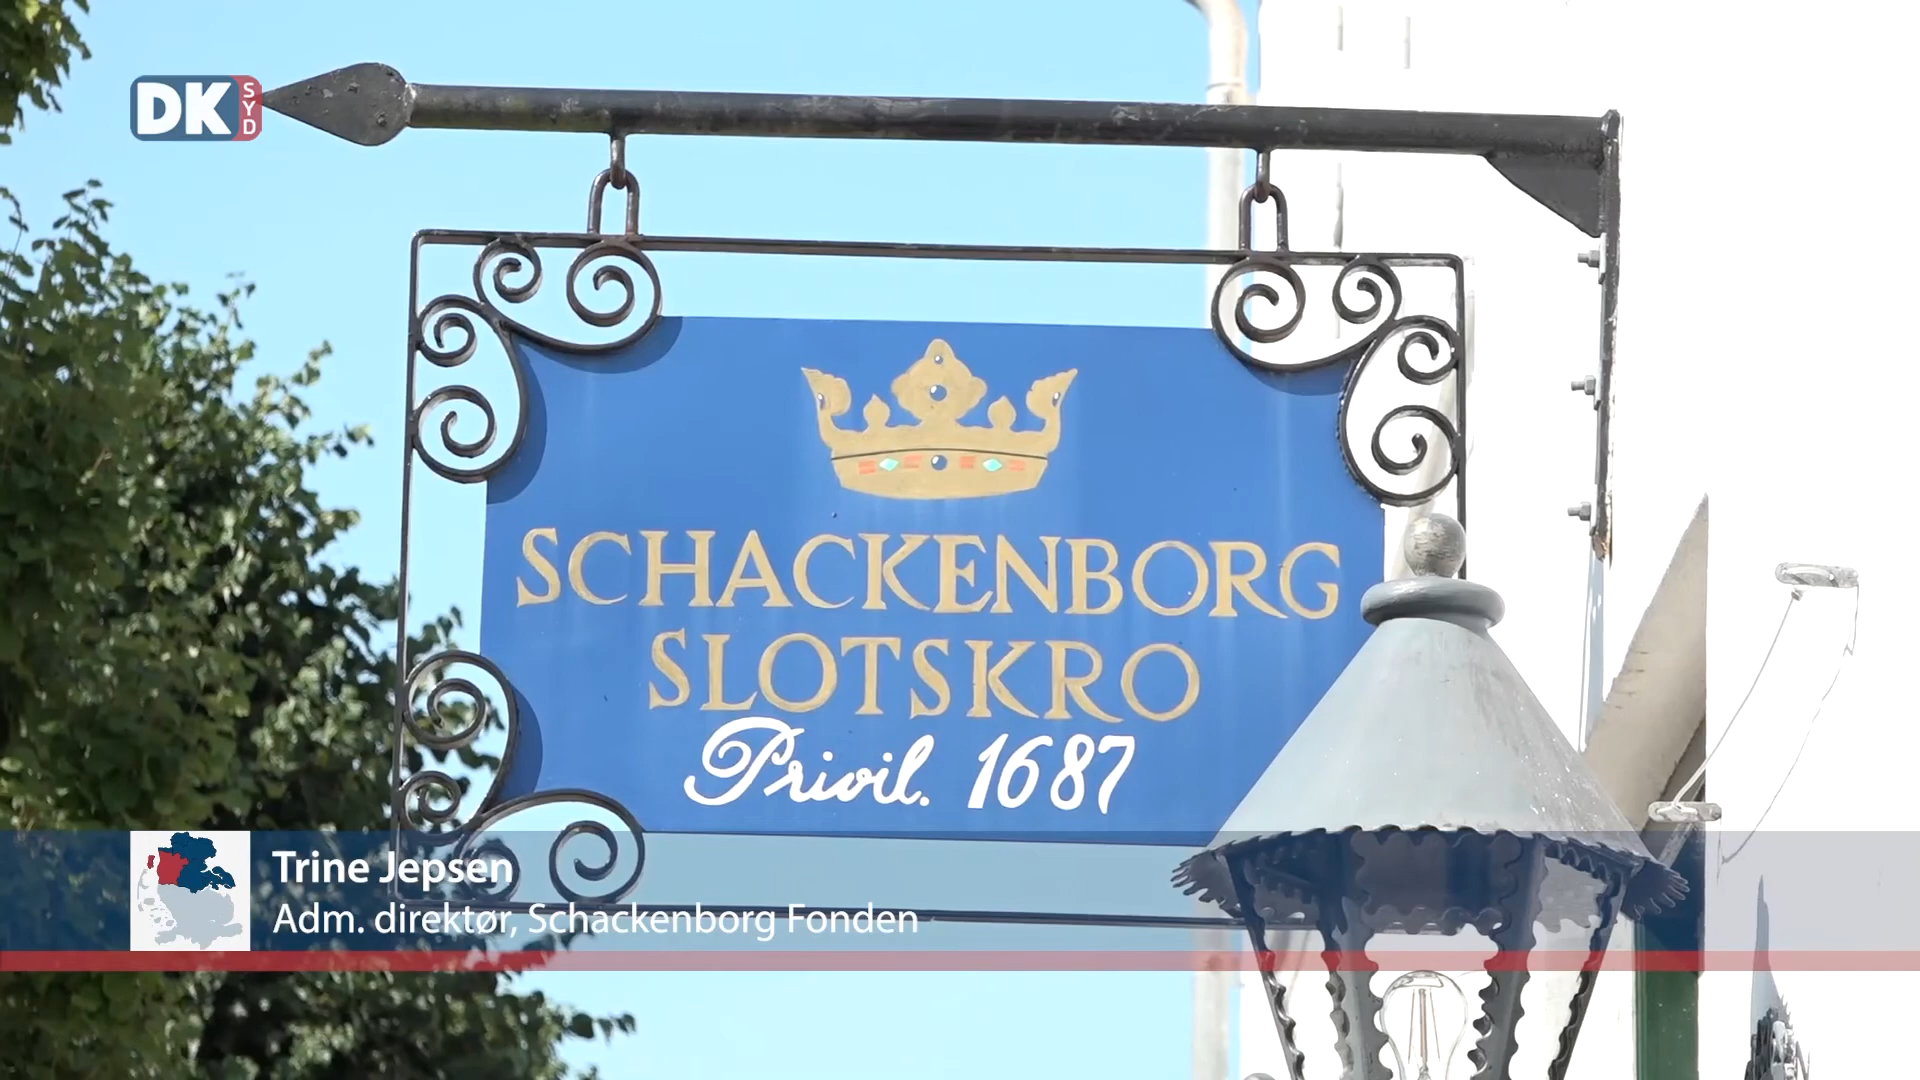 DK SYD
SCHACKENBORG
SLOTSKRO
Privil. 1687
Trine Jepsen
Adm. direktør, Schackenborg Fonden